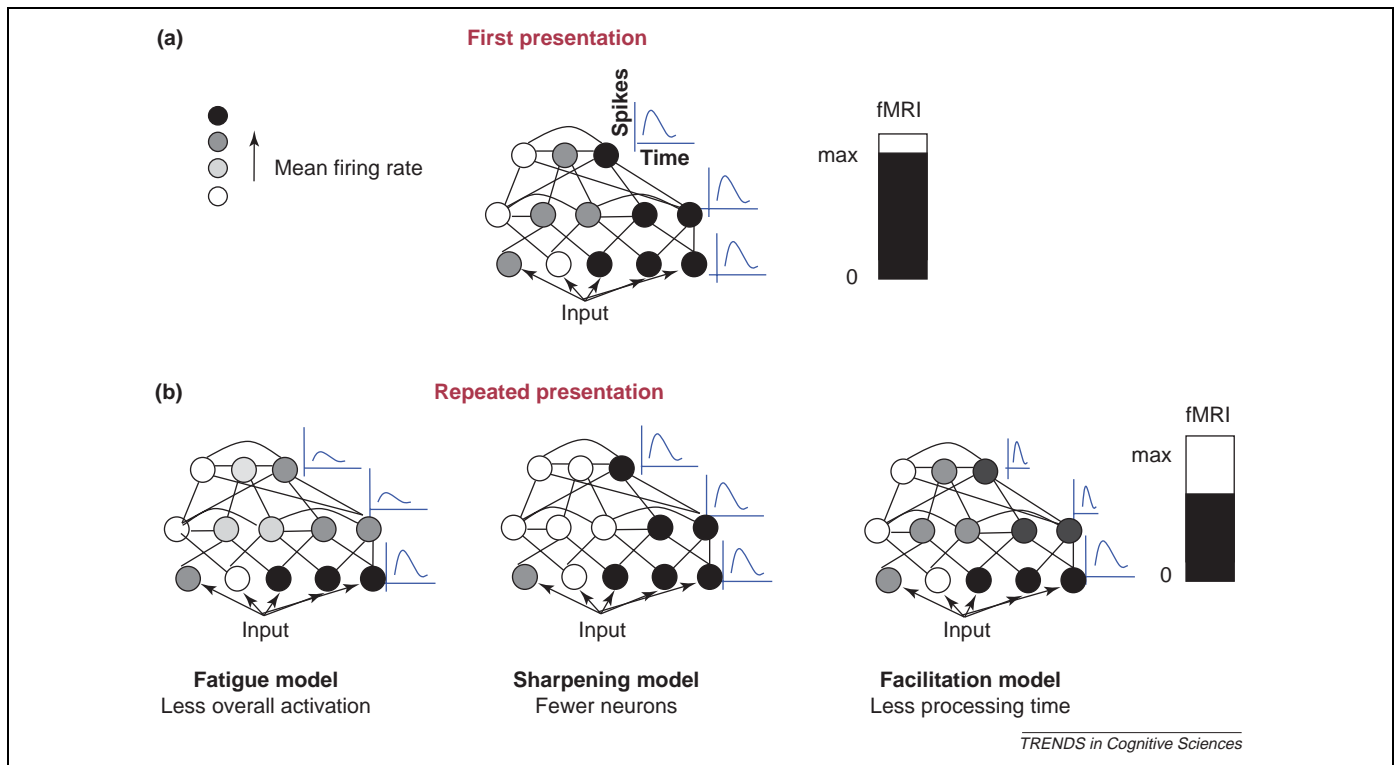 (a)
First presentation
Spikes
Time
Mean firing rate
Input
fMRI
max
0
(b)
Repeated presentation
Input
Fatigue model
Less overall activation
Input
Sharpening model
Fewer neurons
Input
Facilitation model
Less processing time
fMRI
max
0
TRENDS in Cognitive Sciences